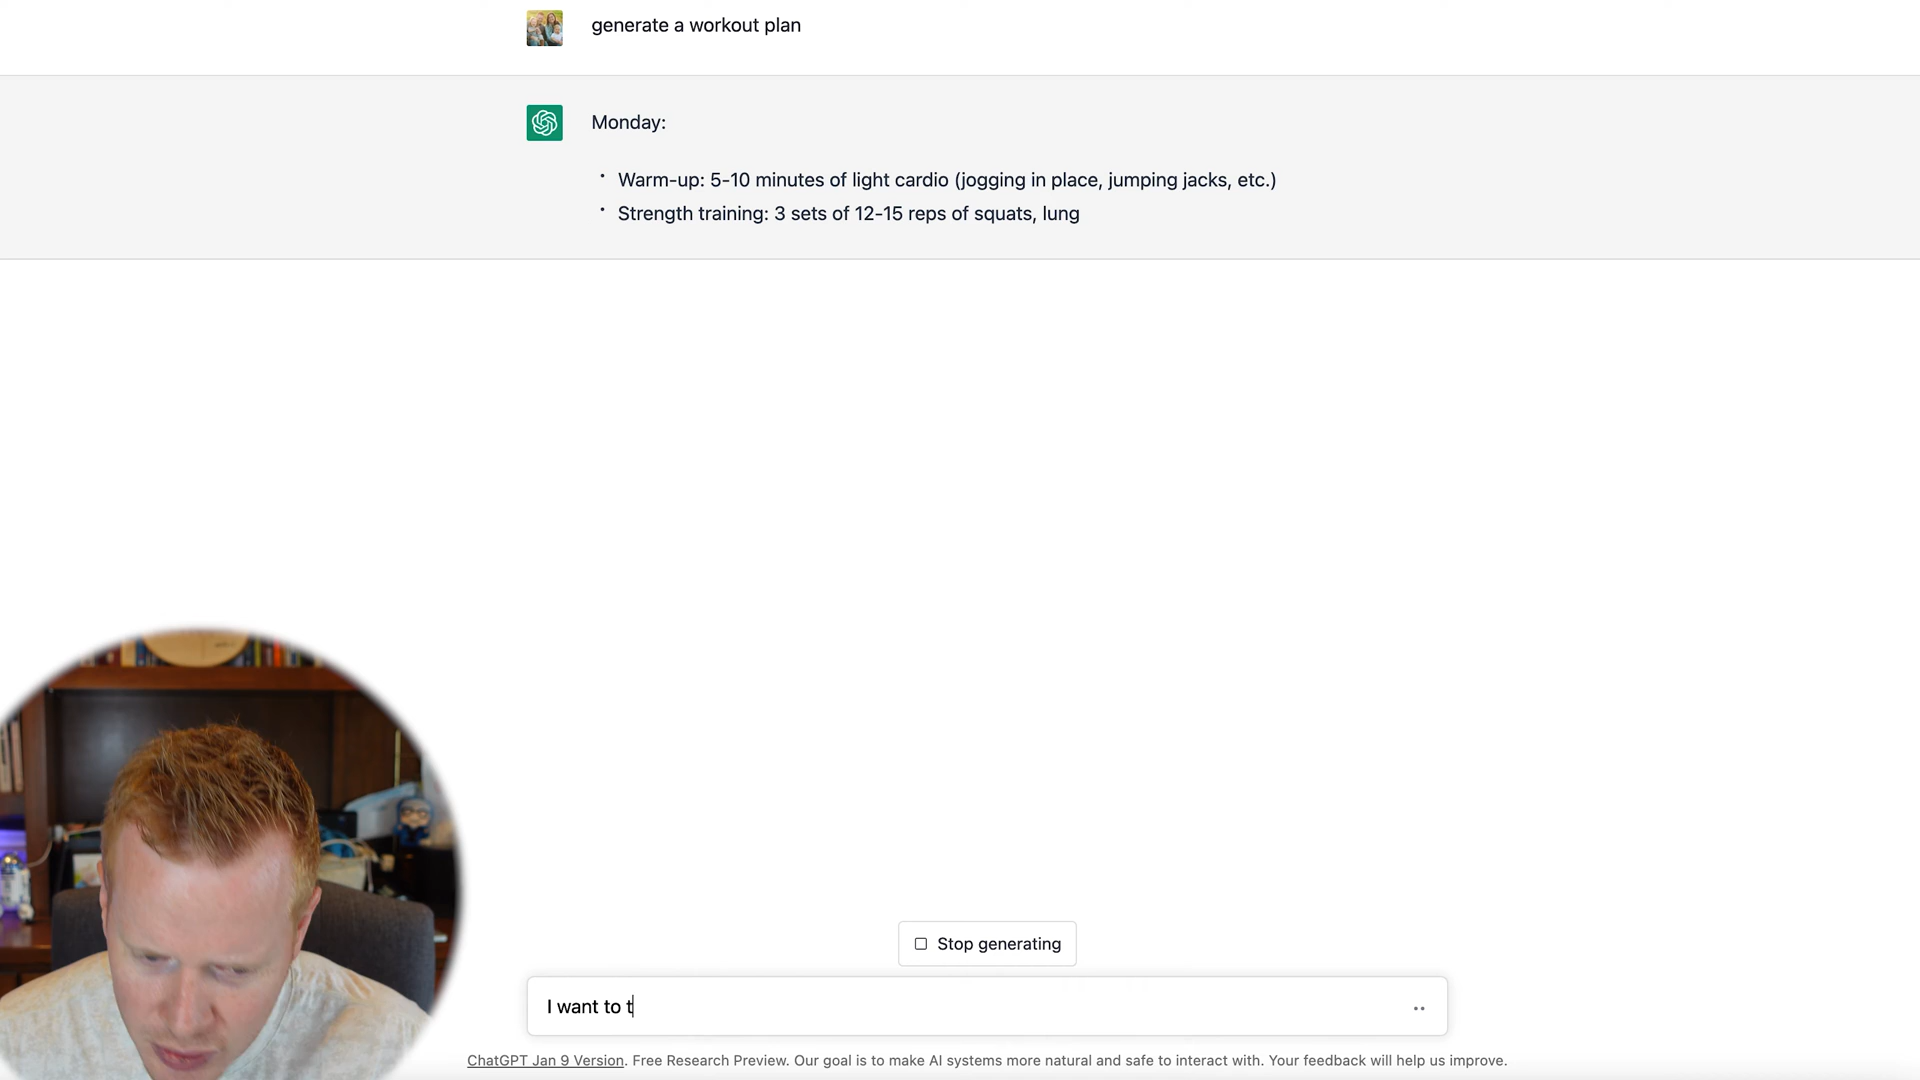 generate a workout plan
Monday:
• Warm-up: 5-10 minutes of light cardio (jogging in place, jumping jacks, etc.)
• Strength training: 3 sets of 12-15 reps of squats, lung
Stop generating
I want to t
ChatGPT Jan 9 Version. Free Research Preview. Our goal is to make AI systems more natural and safe to interact with. Your feedback will help us improve.